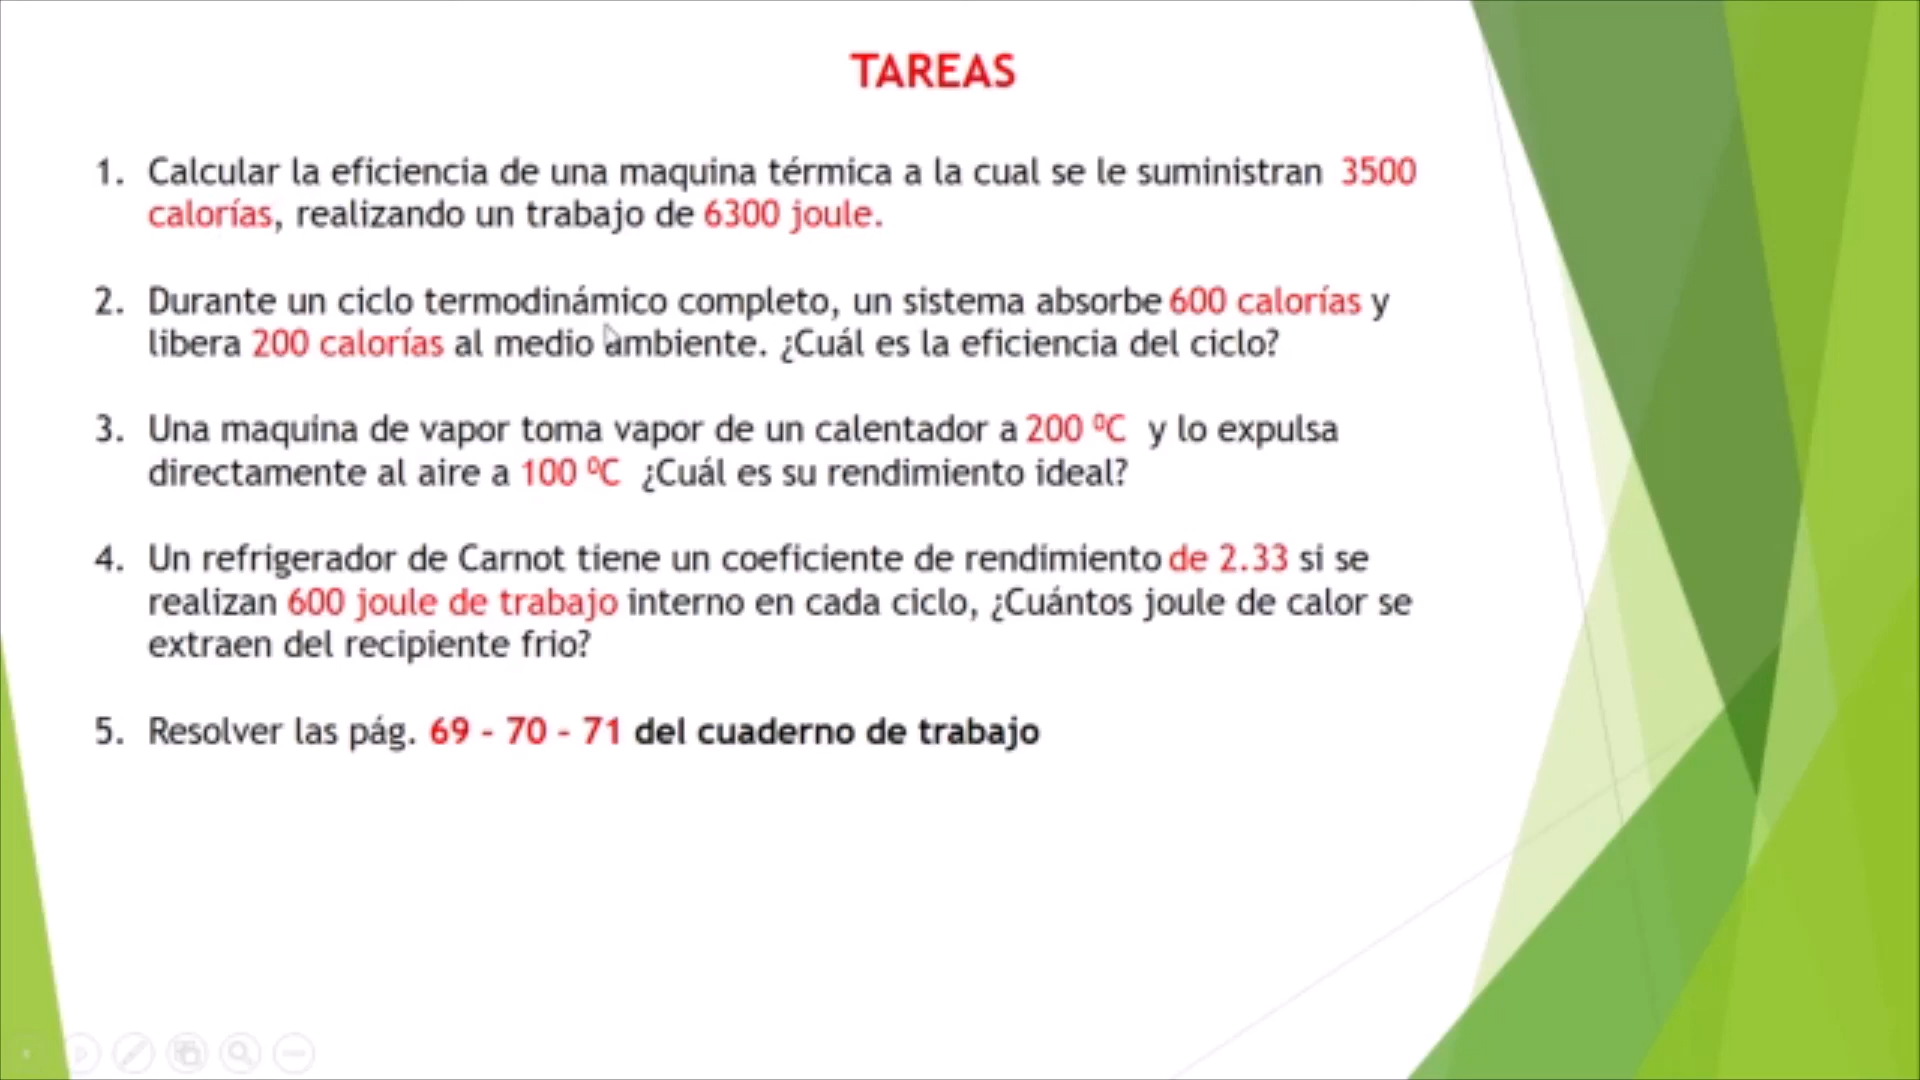 TAREAS
1. Calcular la eficiencia de una maquina térmica a la cual se le suministran 3500
calorías, realizando un trabajo de 6300 joule.
2. Durante un ciclo termodinámico completo, un sistema absorbe 600 calorías y
libera 200 calorías al medio ambiente. ¿Cuál es la eficiencia del ciclo?
3. Una maquina de vapor toma vapor de un calentador a 200 ⁰C y lo expulsa
directamente al aire a 100 ⁰C ¿Cuál es su rendimiento ideal?
4. Un refrigerador de Carnot tiene un coeficiente de rendimiento de 2.33 si se
realizan 600 joule de trabajo interno en cada ciclo, ¿Cuántos joule de calor se
extraen del recipiente frio?
5. Resolver las pág. 69 - 70 - 71 del cuaderno de trabajo